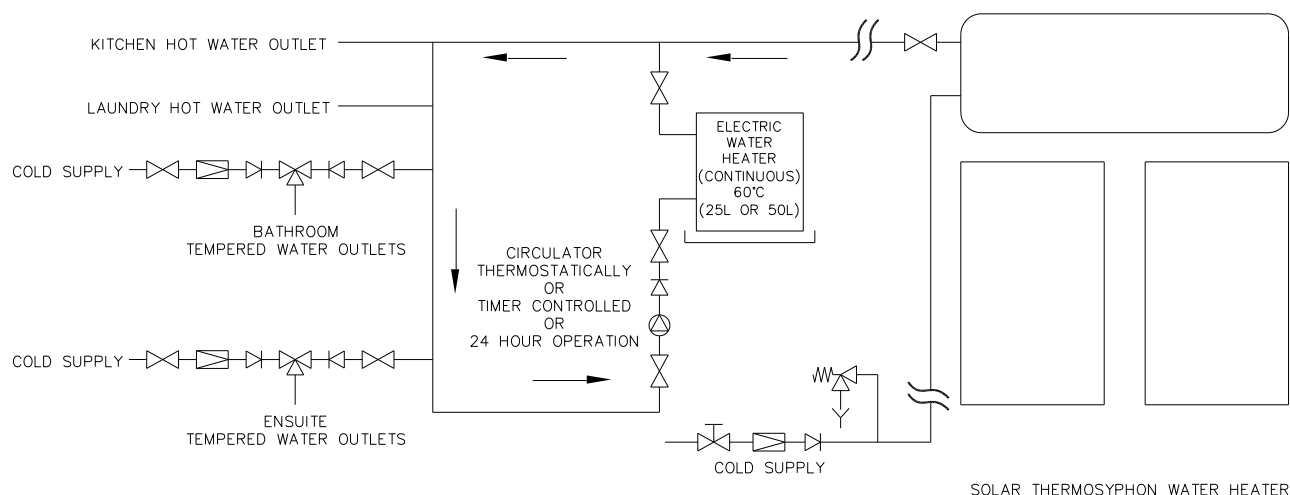 KITCHEN HOT WATER OUTLET
LAUNDRY HOT WATER OUTLET
ELECTRIC
WATER
HEATER
(CONTINUOUS)
60°C
(25L OR 50L)
COLD SUPPLY
BATHROOM
TEMPERED WATER OUTLETS
CIRCULATOR
THERMOSTATICALLY
OR
TIMER CONTROLLED
OR
24 HOUR OPERATION
COLD SUPPLY
ENSUITE
TEMPERED WATER OUTLETS
COLD SUPPLY
SOLAR THERMOSYPHON WATER HEATER